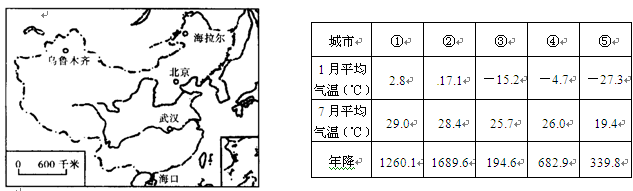 海拉尔
乌鲁木齐
北京
武汉
0 600 千米
海口
城市 ① ② ③ ④ ⑤
1月平均
气温(℃) 2.8 .17.1 －15.2 －4.7 －27.3
7月平均
气温(℃) 29.0 28.4 25.7 26.0 19.4
年降 1260.1 1689.6 194.6 682.9 339.8